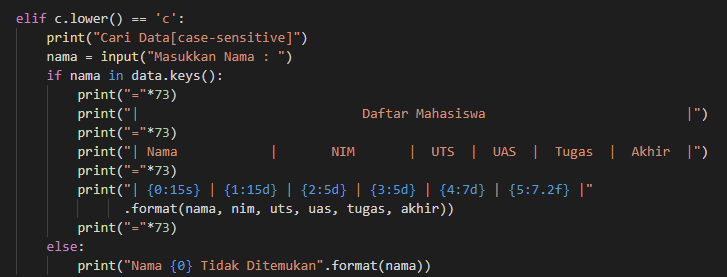 elif c.lower() == 'c':
    print("Cari Data[case-sensitive]")
    nama = input("Masukkan Nama : ")
    if nama in data.keys():
        print("="*73)
        print("|                             Daftar Mahasiswa                          |")
        print("="*73)
        print("| Nama            |       NIM       |  UTS  |  UAS  |  Tugas  |  Akhir  |")
        print("="*73)
        print("| {0:15s} | {1:15d} | {2:5d} | {3:5d} | {4:7d} | {5:7.2f} |"
              .format(nama, nim, uts, uas, tugas, akhir))
        print("="*73)
    else:
        print("Nama {0} Tidak Ditemukan".format(nama))